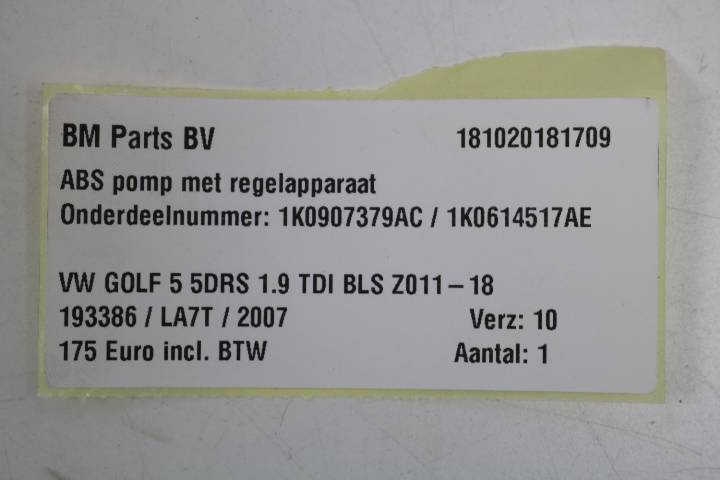 BM Parts BV 181020181709
ABS pomp met regelapparaat
Onderdeelnummer: 1K0907379AC / 1K0614517AE
VW GOLF 5 5DRS 1.9 TDI BLS Z011-18
193386 / LA7T / 2007 Verz: 10
175 Euro incl. BTW Aantal: 1